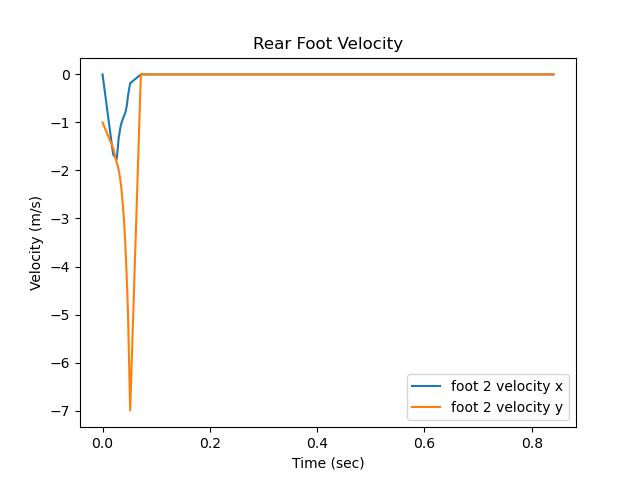 Rear Foot Velocity
Velocity (m/s)
0
−1
−2
−3
−4
−5
−6
−7
0.0
0.2
0.4
0.6
0.8
Time (sec)
foot 2 velocity x
foot 2 velocity y